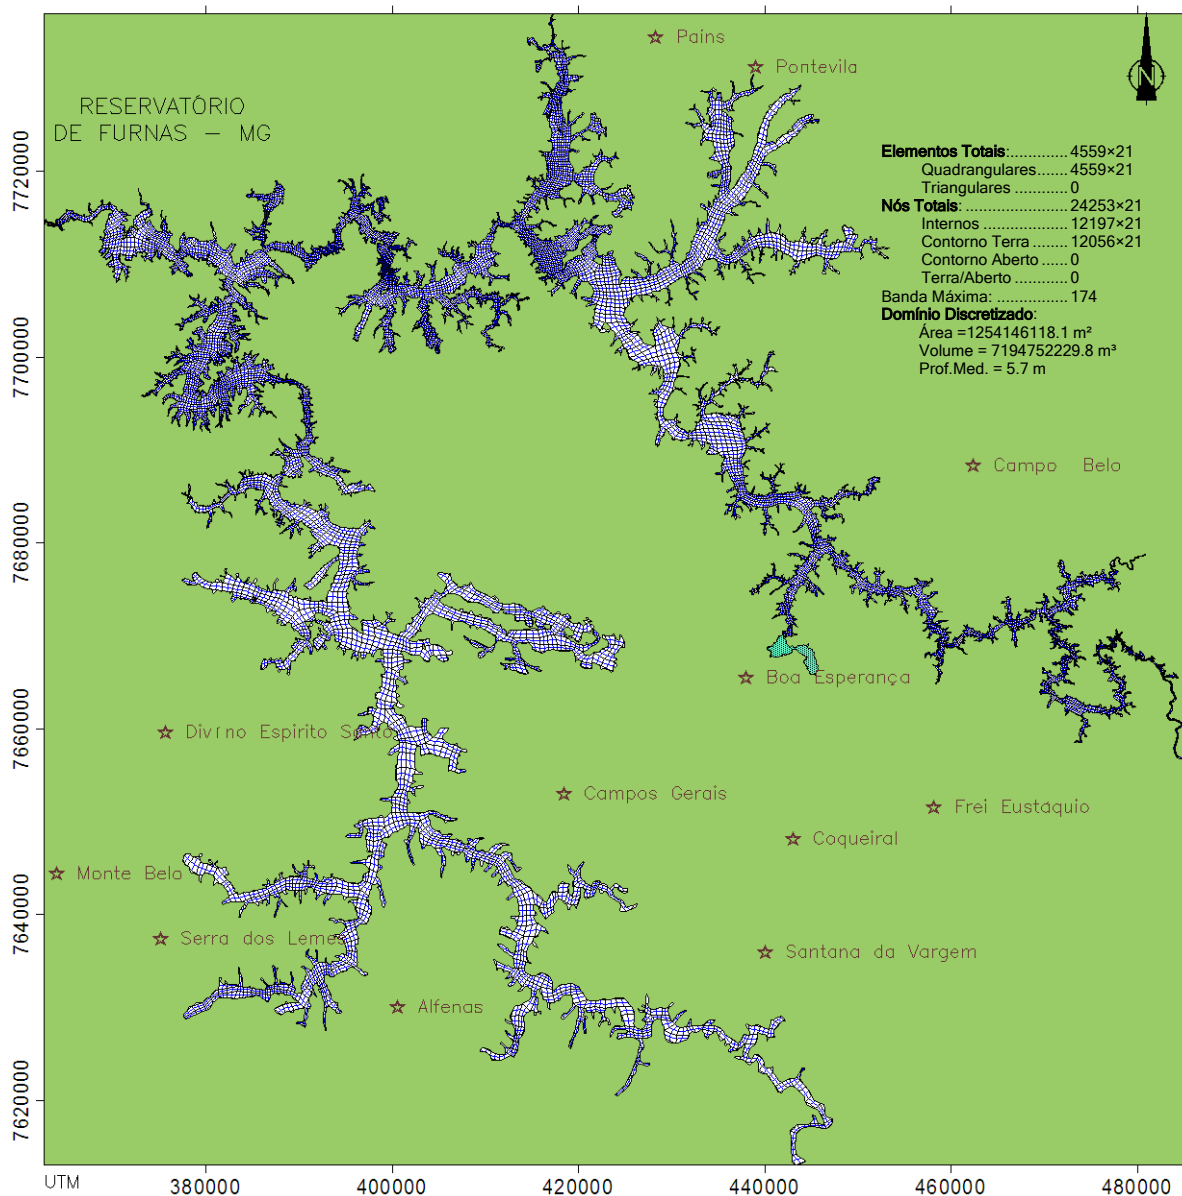 Pains
Pontevila
N
RESERVATÓRIO
DE FURNAS – MG
Elementos Totais:............. 4559×21
Quadrangulares....... 4559×21
Triangulares ............ 0
Nós Totais: ....................... 24253×21
Internos ................... 12197×21
Contorno Terra ........ 12056×21
Contorno Aberto ...... 0
Terra/Aberto ............ 0
Banda Máxima: ................ 174
Domínio Discretizado:
Área =1254146118.1 m²
Volume = 7194752229.8 m³
Prof.Med. = 5.7 m
Campo Belo
Boa Esperança
Divino Espirito Santo
Campos Gerais
Frei Eustáquio
Coqueiral
Monte Belo
Serra dos Lemes
Santana da Vargem
Alfenas
7720000
7700000
7680000
7660000
7640000
7620000
UTM
380000
400000
420000
440000
460000
480000